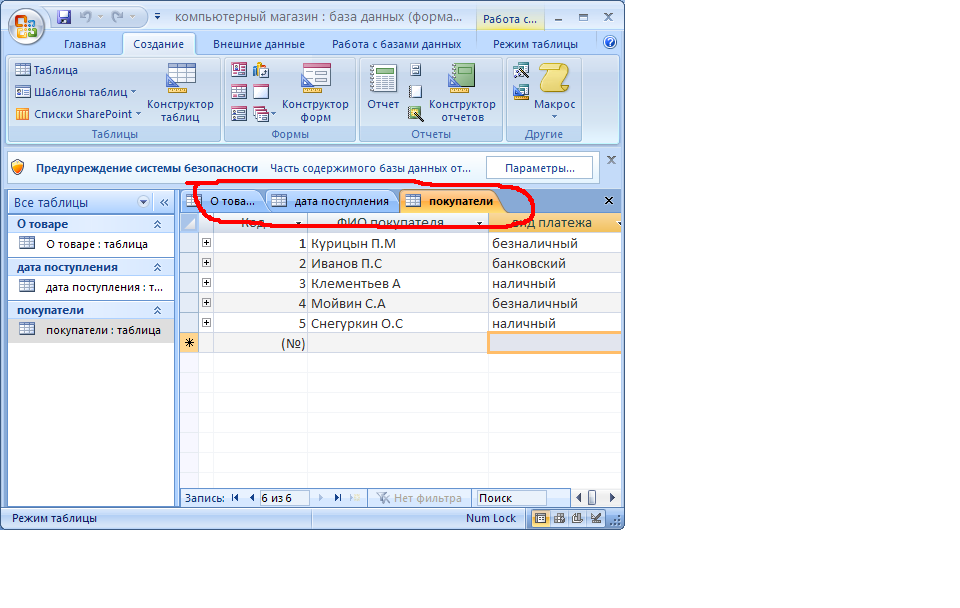 компьютерный магазин : база данных (форма...
Работа с...
Главная Создание Внешние данные Работа с базами данных Режим таблицы
Таблица
Шаблоны таблиц
Списки SharePoint
Конструктор таблиц
Таблицы
Конструктор форм
Формы
Отчет
Конструктор отчетов
Отчеты
Макрос
Другие
Предупреждение системы безопасности Часть содержимого базы данных от... Параметры...
Все таблицы
О товаре
О товаре : таблица
дата поступления
дата поступления : т...
покупатели
покупатели : таблица
О това... дата поступления покупатели
Код ФИО покупателя вид платежа
1 Курицын П.М безналичный
2 Иванов П.С банковский
3 Клементьев А наличный
4 Мойвин С.А безналичный
5 Снегуркин О.С наличный
(№)
Запись: 6 из 6 Нет фильтра Поиск
Режим таблицы Num Lock